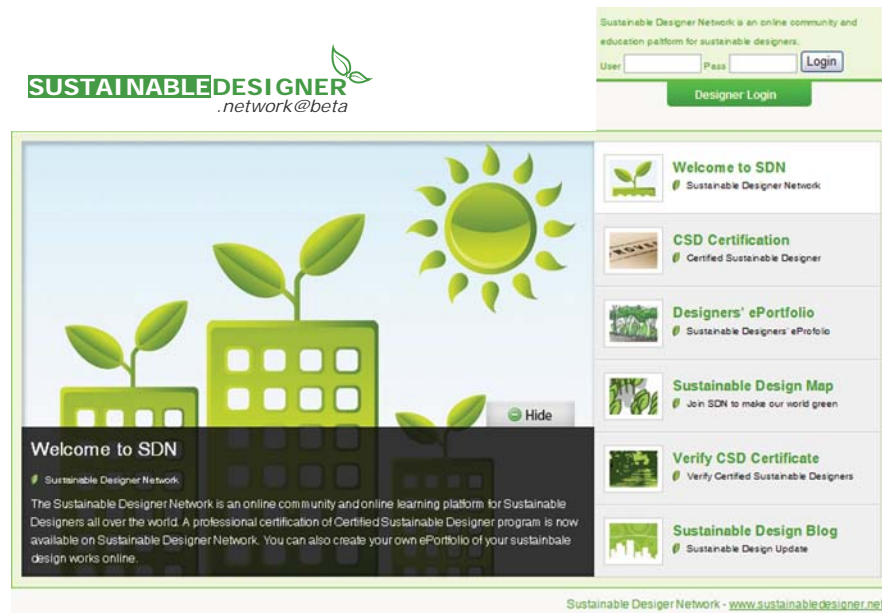 Sustainable Designer Network is an online community and
education paltform for sustainable designers.
User Pass Login
Designer Login
SUSTAINABLEDESIGNER
.network@beta
Welcome to SDN
Sustainable Designer Network
CSD Certification
Certified Sustainable Designer
Designers' ePortfolio
Sustainable Designers' eProfolio
Sustainable Design Map
Join SDN to make our world green
Verify CSD Certificate
Verify Certified Sustainable Designers
Sustainable Design Blog
Sustainable Design Update
Hide
Welcome to SDN
Sustainable Designer Network
The Sustainable Designer Network is an online community and online learning platform for Sustainable
Designers all over the world. A professional certification of Certified Sustainable Designer program is now
available on Sustainable Designer Network. You can also create your own ePortfolio of your sustainbale
design works online.
Sustainable Desiger Network - www.sustainabledesigner.net